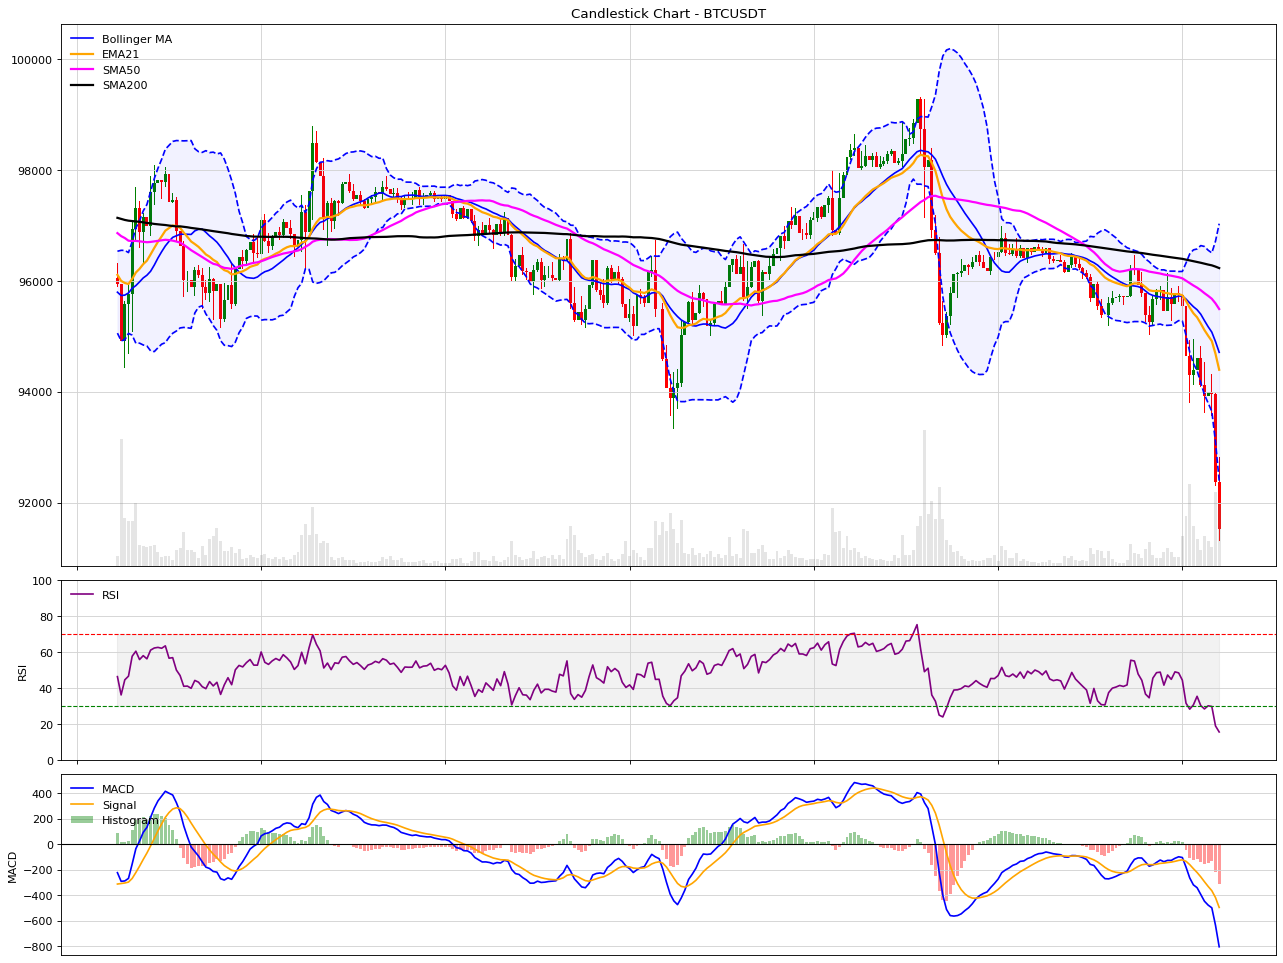 Candlestick Chart - BTCUSDT
Bollinger MA
EMA21
SMA50
SMA200
100000
98000
96000
94000
92000
RSI
RSI
100
80
60
40
20
0
MACD
Signal
Histogram
MACD
400
200
0
−200
−400
−600
−800